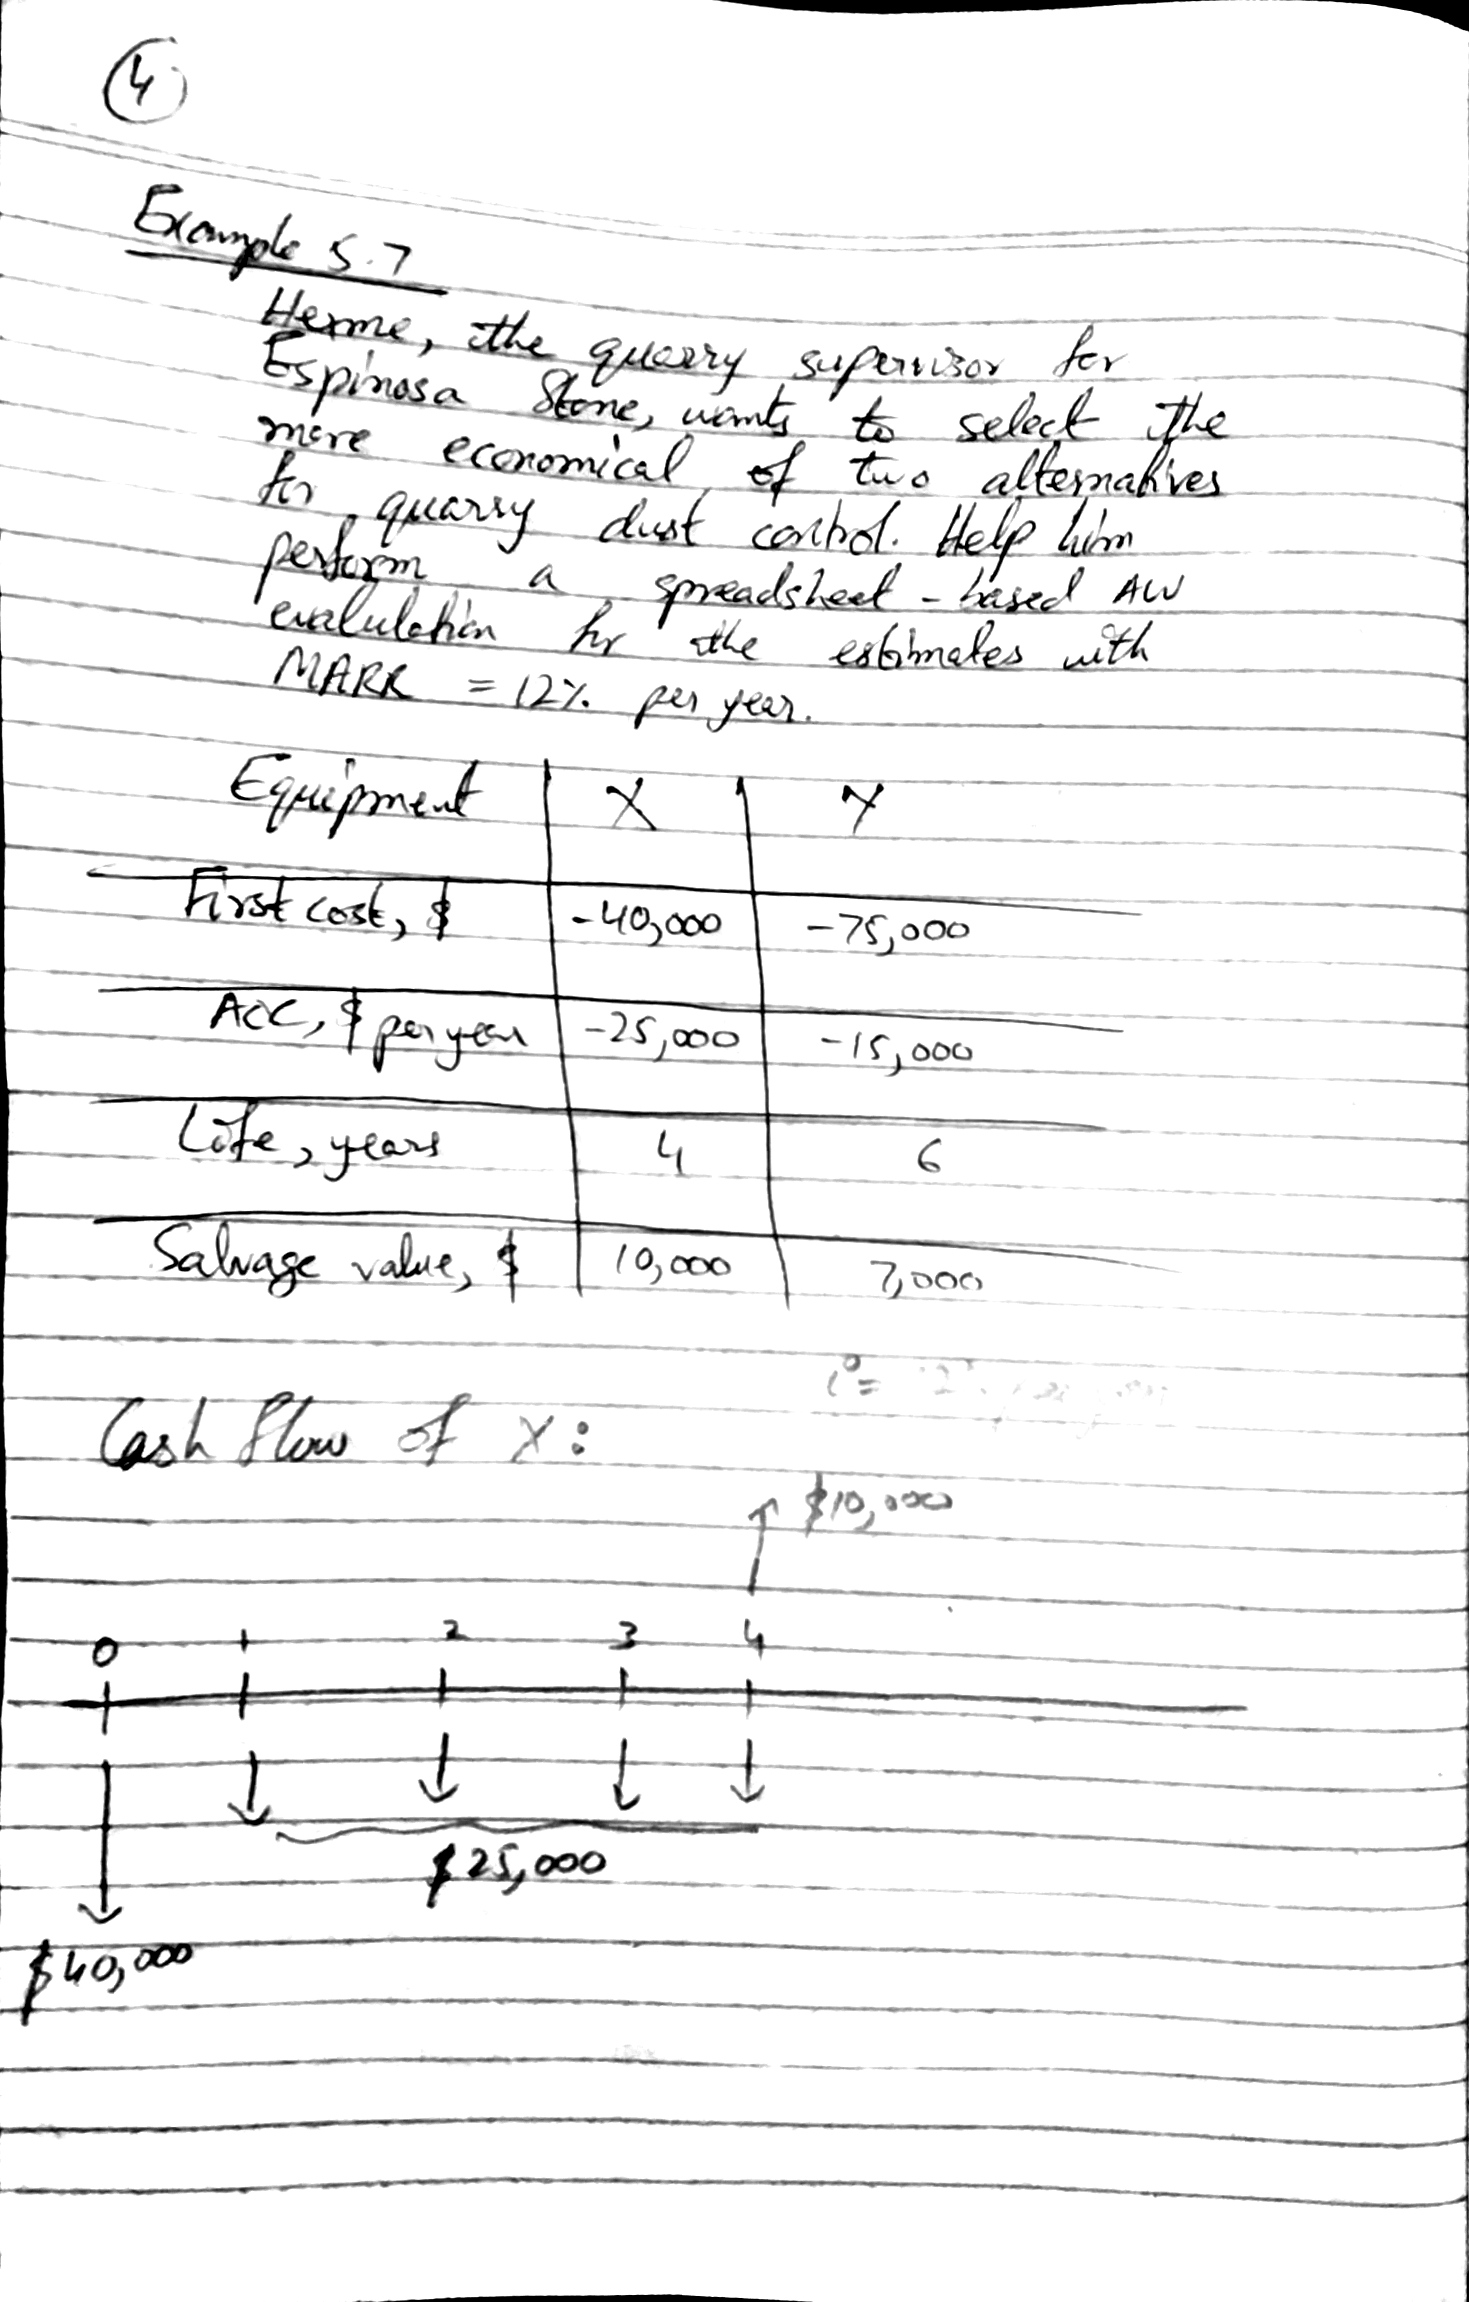 4
Example 5.7
Herme, the quarry supervisor for
Espinosa Stone, wants to select the
more economical of two alternatives
for quarry dust control. Help him
perform a spreadsheet-based AW
evalulation for the estimates with
MARR = 12% per year.
Equipment X Y
First cost, $ -40,000 -75,000
AOC, $ per year -25,000 -15,000
Life, years 4 6
Salvage value, $ 10,000 7,000
i =
Cash flow of X:
$10,000
0 1 2 3 4
$25,000
$40,000